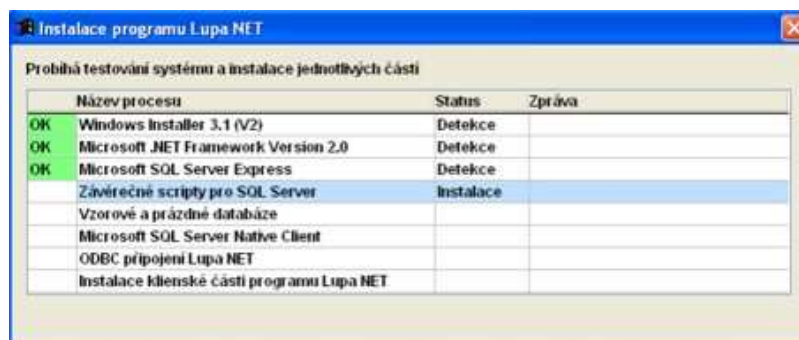 Instalace programu Lupa NET
Probíhá testování systému a instalace jednotlivých částí
Název procesu Status Zpráva
OK Windows Installer 3.1 (V2) Detekce
OK Microsoft .NET Framework Version 2.0 Detekce
OK Microsoft SQL Server Express Detekce
Závěrečné scripty pro SQL Server Instalace
Vzorové a prázdné databáze
Microsoft SQL Server Native Client
ODBC připojení Lupa NET
Instalace klienské části programu Lupa NET